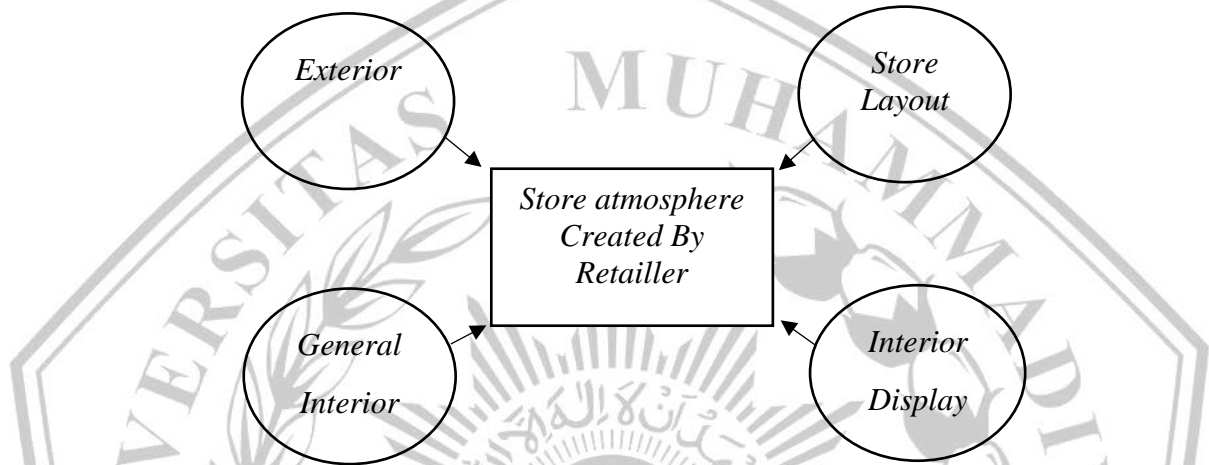 Exterior
Store
Layout
Store atmosphere
Created By
Retailler
General
Interior
Interior
Display
MUHAMMADI
VERSITAS